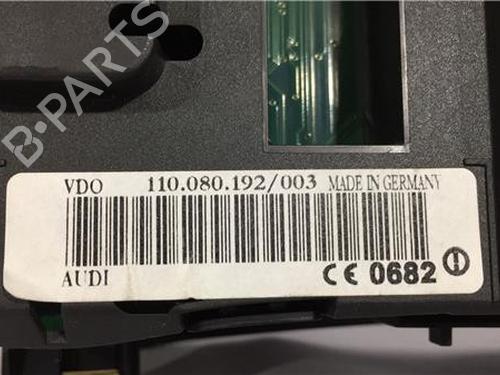 B-PARTS
VDO 110.080.192/003 MADE IN GERMANY
AUDI CE 0682